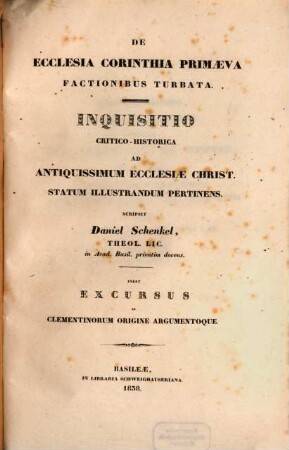 DE
ECCLESIA CORINTHIA PRIMÆVA
FACTIONIBUS TURBATA.
INQUISITIO
CRITICO-HISTORICA
AD
ANTIQUISSIMUM ECCLESIÆ CHRIST.
STATUM ILLUSTRANDUM PERTINENS.
SCRIPSIT
Daniel Schenkel,
THEOL. LIC.
in Acad. Basil. privatim docens.
INEST
EXCURSUS
DE
CLEMENTINORUM ORIGINE ARGUMENTOQUE.
BASILEÆ,
IN LIBRARIA SCHWEIGHAUSERIANA.
1838.